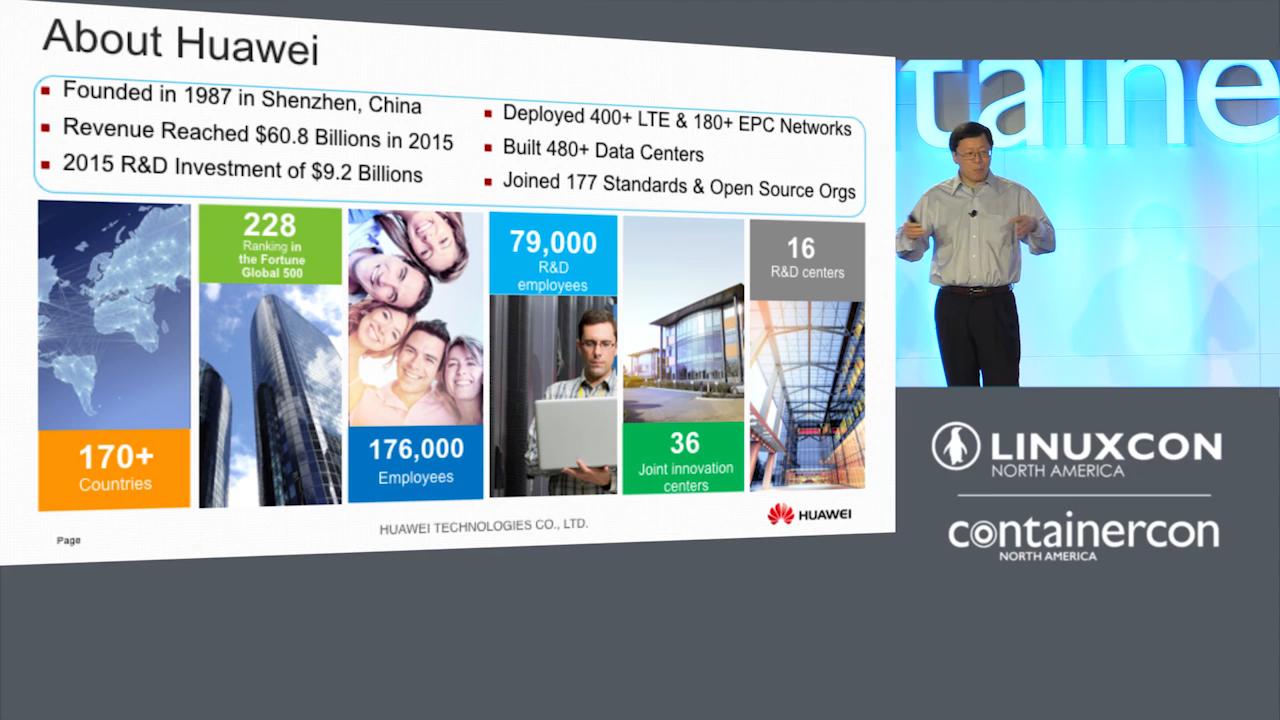 About Huawei
Founded in 1987 in Shenzhen, China
Revenue Reached $60.8 Billions in 2015
2015 R&D Investment of $9.2 Billions
Deployed 400+ LTE & 180+ EPC Networks
Built 480+ Data Centers
Joined 177 Standards & Open Source Orgs
170+
Countries
228
Ranking in
the Fortune
Global 500
176,000
Employees
79,000
R&D
employees
36
Joint innovation
centers
16
R&D centers
HUAWEI
HUAWEI TECHNOLOGIES CO., LTD.
Page
taine
LINUXCON
NORTH AMERICA
containercon
NORTH AMERICA